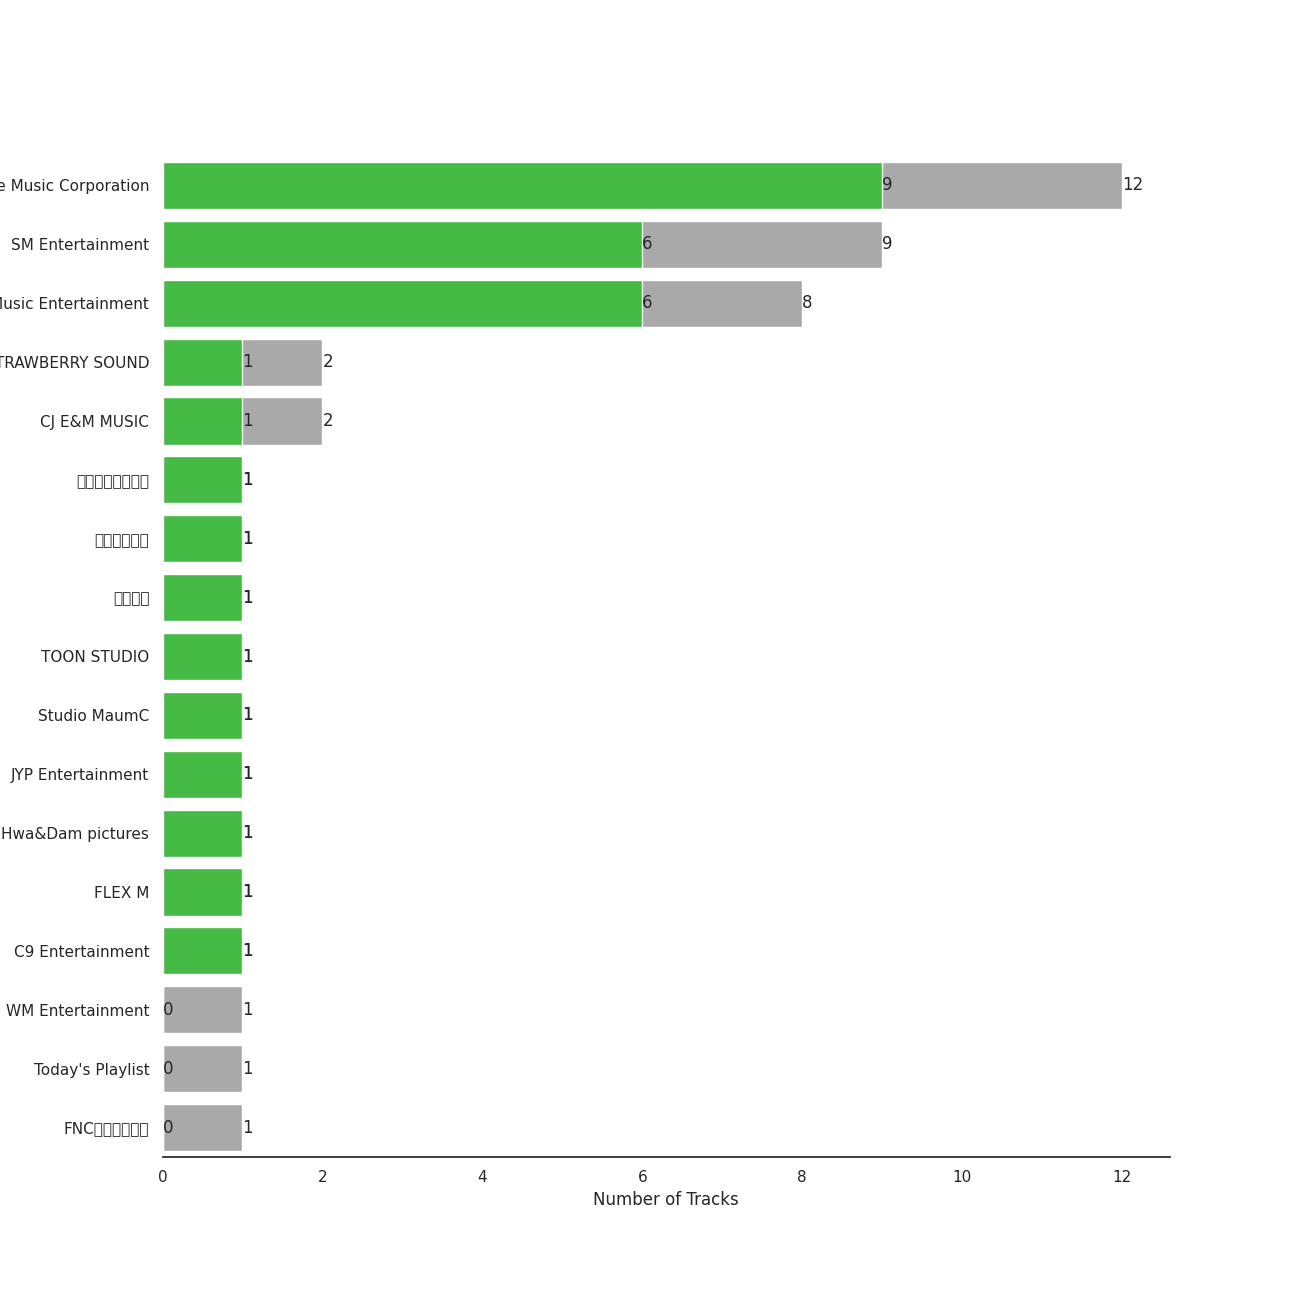 Music Corporation 9 12
SM Entertainment 6 9
Music Entertainment 6 8
TRAWBERRY SOUND 1 2
CJ E&M MUSIC 1 2
1
1
1
TOON STUDIO 1
Studio MaumC 1
JYP Entertainment 1
Hwa&Dam pictures 1
FLEX M 1
C9 Entertainment 1
WM Entertainment 0 1
Today's Playlist 0 1
FNC 0 1
0 2 4 6 8 10 12
Number of Tracks